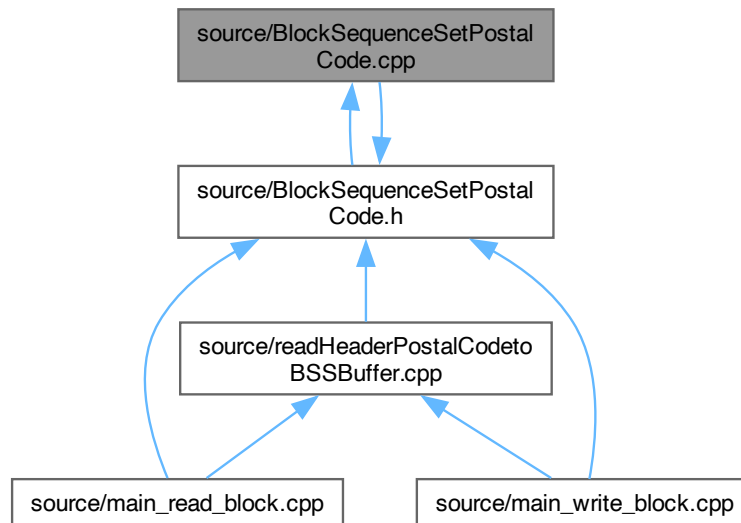 source/BlockSequenceSetPostal
Code.cpp
source/BlockSequenceSetPostal
Code.h
source/readHeaderPostalCodeto
BSSBuffer.cpp
source/main_read_block.cpp
source/main_write_block.cpp